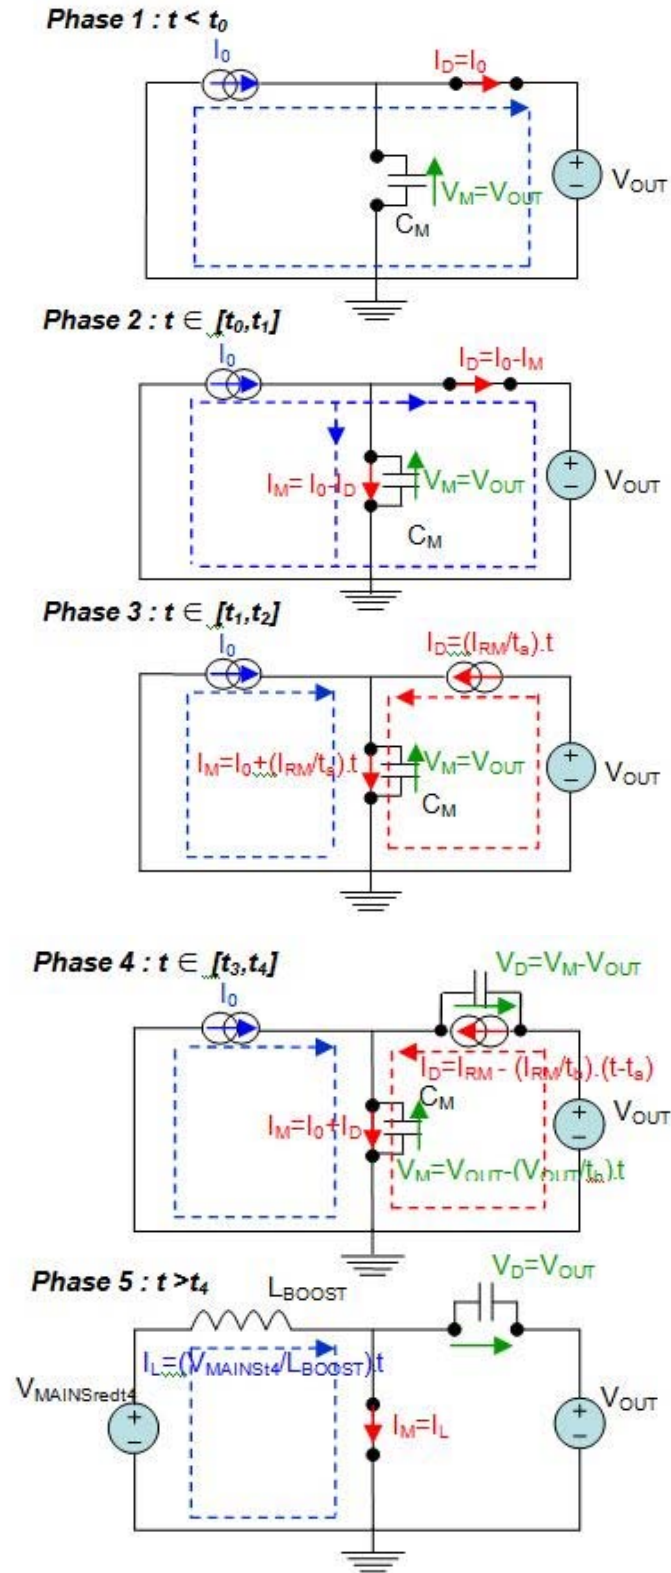 Phase 1 : t < t0
I0
ID=I0
VM=VOUT
VOUT
CM
Phase 2 : t ∈ [t0,t1]
I0
ID=I0-IM
IM= I0-ID
VM=VOUT
VOUT
CM
Phase 3 : t ∈ [t1,t2]
I0
ID=(IRM/ta).t
IM=I0+(IRM/ta).t
VM=VOUT
VOUT
CM
Phase 4 : t ∈ [t3,t4]
VD=VM-VOUT
I0
ID=IRM - (IRM/tb).(t-ta)
CM
IM=I0+ID
VOUT
VM=VOUT-(VOUT/tb).t
Phase 5 : t >t4
VD=VOUT
LBOOST
IL=(VMAINSt4/LBOOST).t
VMAINSredt4
VOUT
IM=IL